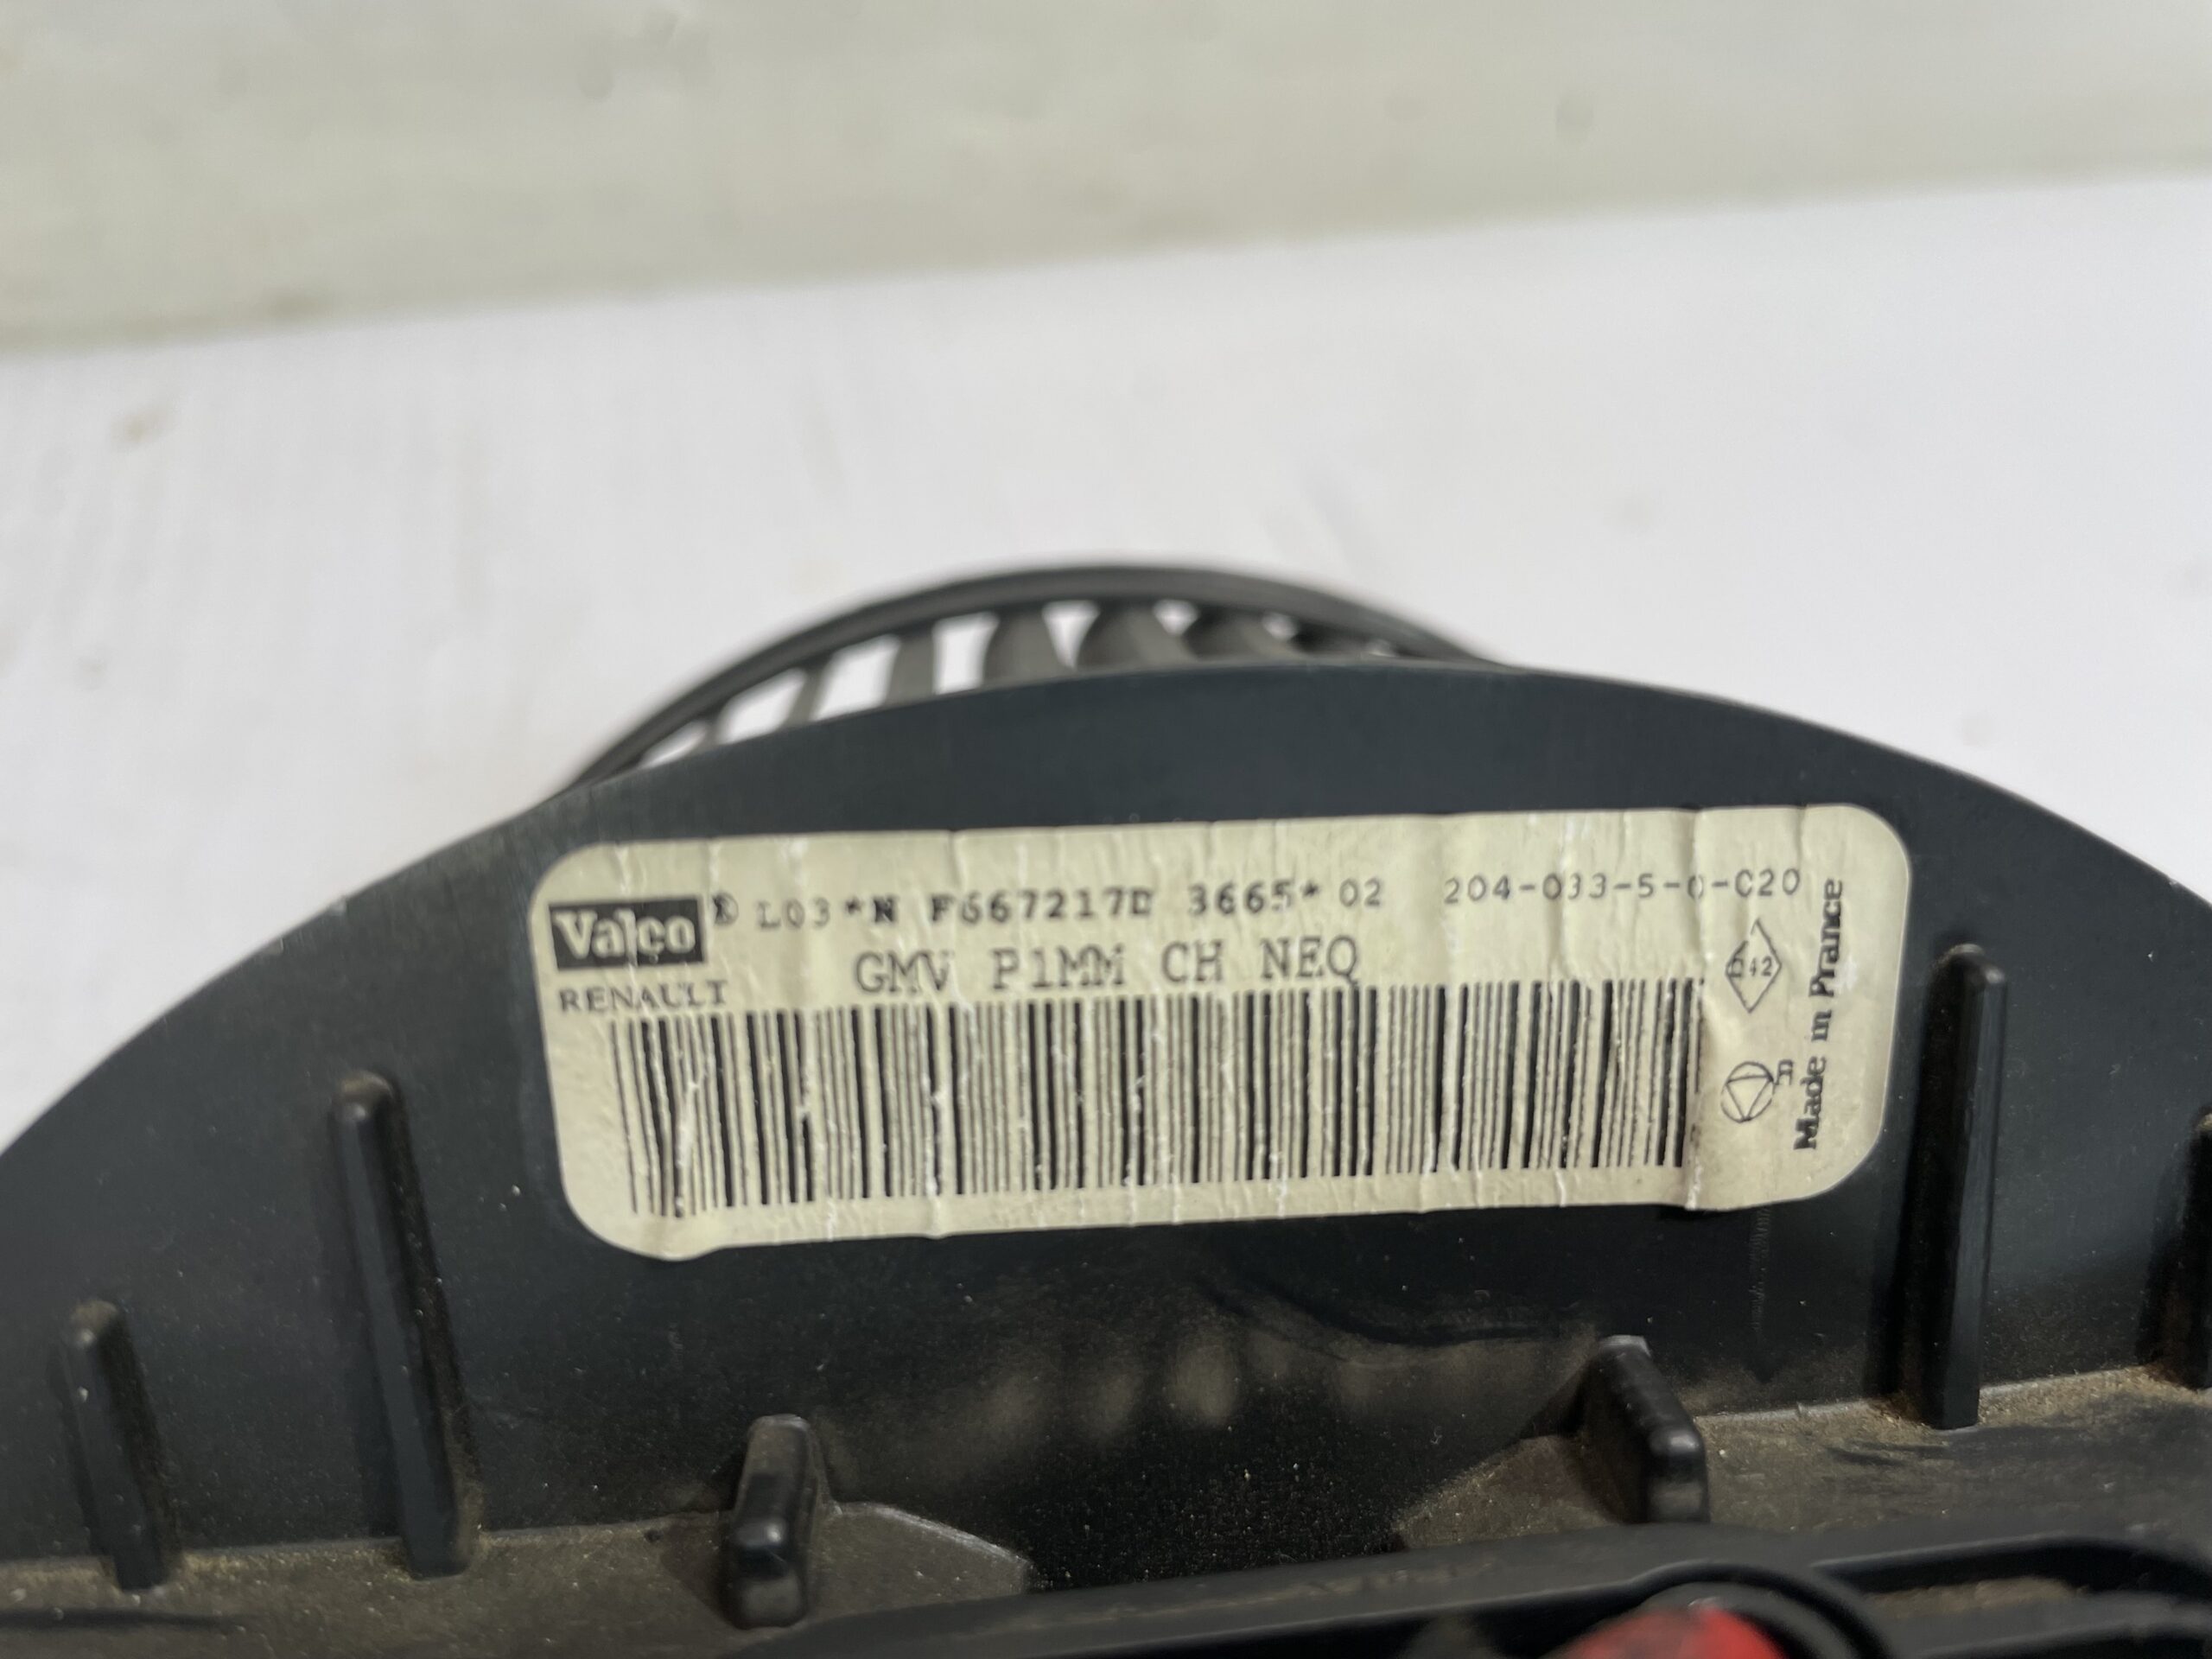 Valeo® L03*N F667217D 3665* 02 204-033-5-0-C20
RENAULT GMV P1MM CH NEQ
Made in France